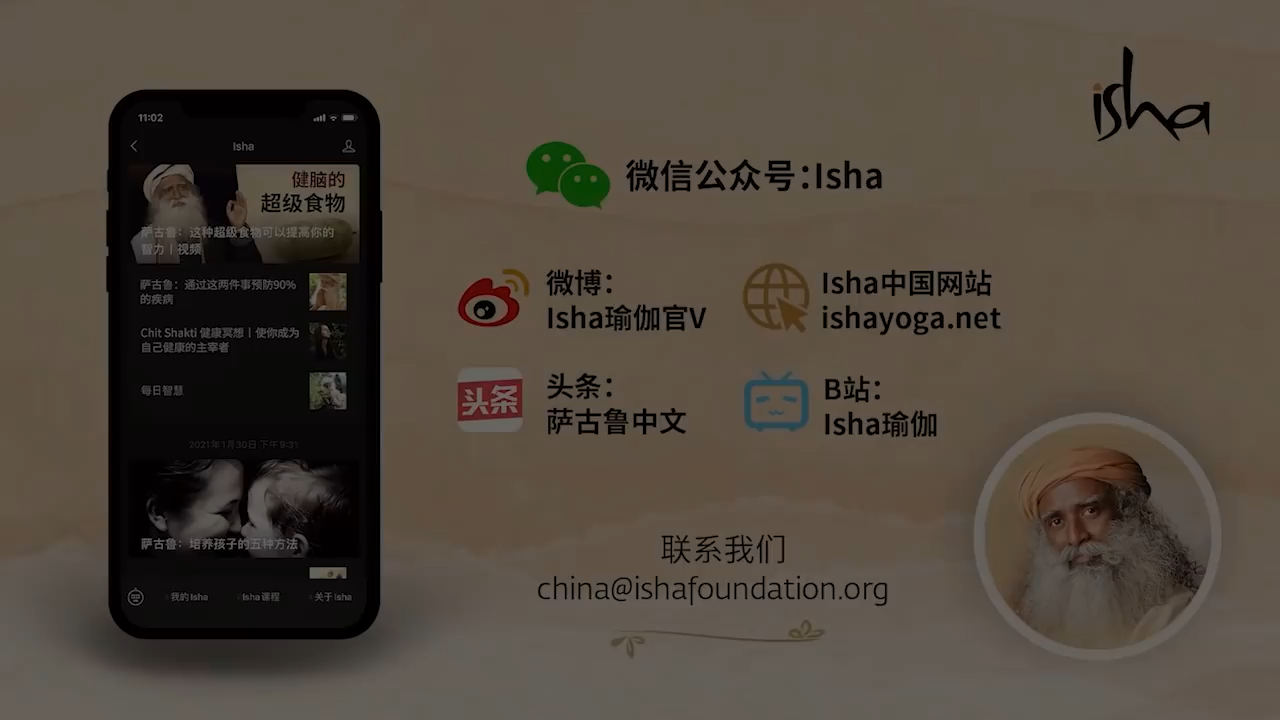 11:02
Isha
健脑的
超级食物
萨古鲁：这种超级食物可以提高你的
智力丨视频
萨古鲁：通过这两件事预防90%
的疾病
Chit Shakti 健康冥想丨使你成为
自己健康的主宰者
每日智慧
2021年1月30日 下午9:31
萨古鲁：培养孩子的五种方法
我的Isha
Isha课程
关于Isha
isha
微信公众号:Isha
微博:
Isha瑜伽官V
Isha中国网站
ishayoga.net
头条
头条:
萨古鲁中文
B站:
Isha瑜伽
联系我们
china@ishafoundation.org